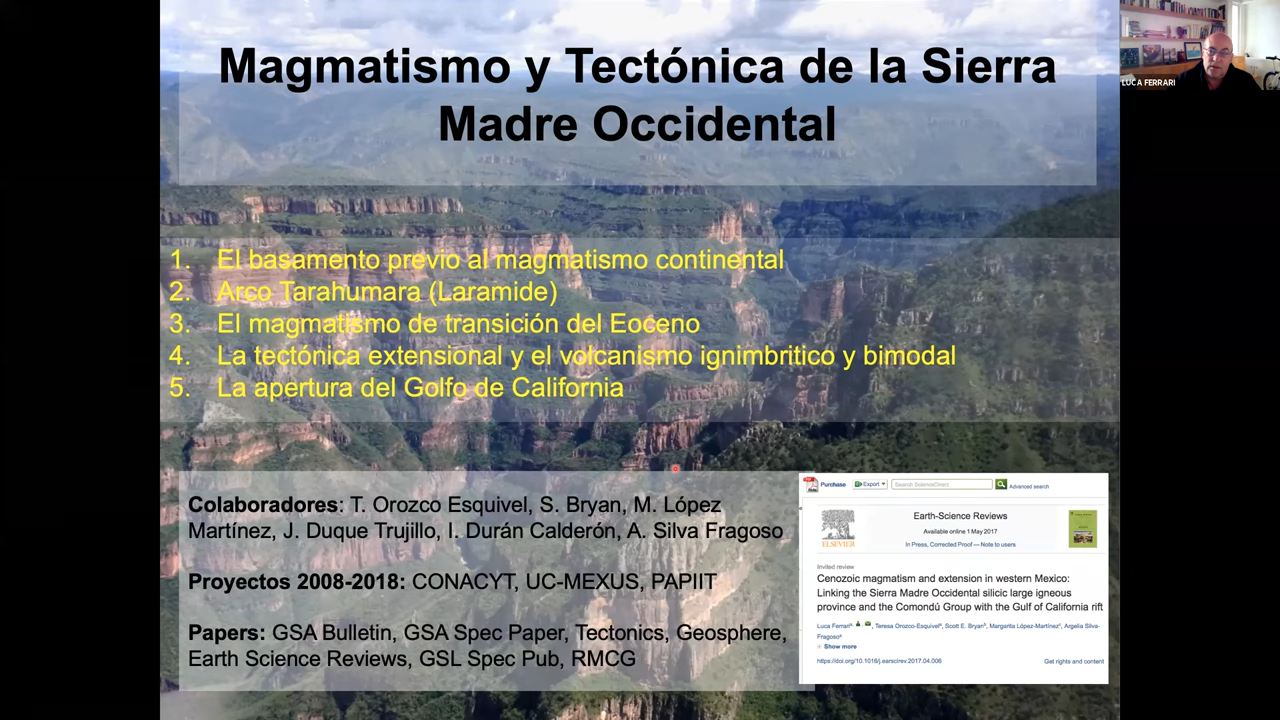 Magmatismo y Tectónica de la Sierra
Madre Occidental
LUCA FERRARI
1. El basamento previo al magmatismo continental
2. Arco Tarahumara (Laramide)
3. El magmatismo de transición del Eoceno
4. La tectónica extensional y el volcanismo ignimbritico y bimodal
5. La apertura del Golfo de California
Colaboradores: T. Orozco Esquivel, S. Bryan, M. López
Martínez, J. Duque Trujillo, I. Durán Calderón, A. Silva Fragoso
Proyectos 2008-2018: CONACYT, UC-MEXUS, PAPIIT
Papers: GSA Bulletin, GSA Spec Paper, Tectonics, Geosphere,
Earth Science Reviews, GSL Spec Pub, RMCG
Purchase Export Search ScienceDirect Advanced search
Earth-Science Reviews
Available online 1 May 2017
In Press, Corrected Proof — Note to users
ELSEVIER
Invited review
Cenozoic magmatism and extension in western Mexico:
Linking the Sierra Madre Occidental silicic large igneous
province and the Comondú Group with the Gulf of California rift
Luca Ferrari, Teresa Orozco-Esquivel, Scott E. Bryan, Margarita López-Martínez, Argelia Silva-
Fragoso
Show more
https://doi.org/10.1016/j.earscirev.2017.04.006 Get rights and content